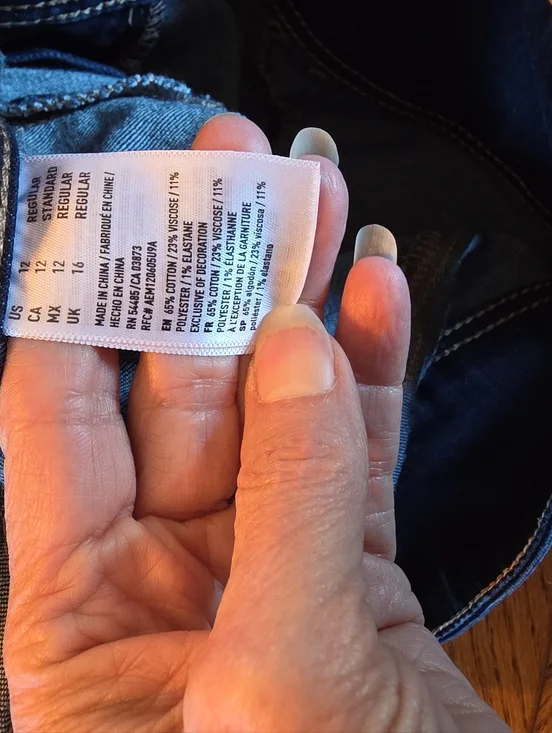 US 12 REGULAR
CA 12 STANDARD
MX 12 REGULAR
UK 16 REGULAR
MADE IN CHINA / FABRIQUÉ EN CHINE /
HECHO EN CHINA
RN 54485/CA 03873
RFC# AEM120606U9A
EN 65% COTTON / 23% VISCOSE / 11%
POLYESTER / 1% ELASTANE
EXCLUSIVE OF DECORATION
FR 65% COTON / 23% VISCOSE / 11%
POLYESTER / 1% ÉLASTHANNE
À L'EXCEPTION DE LA GARNITURE
SP 65% algodón / 23% viscosa / 11%
poliéster / 1% elastano